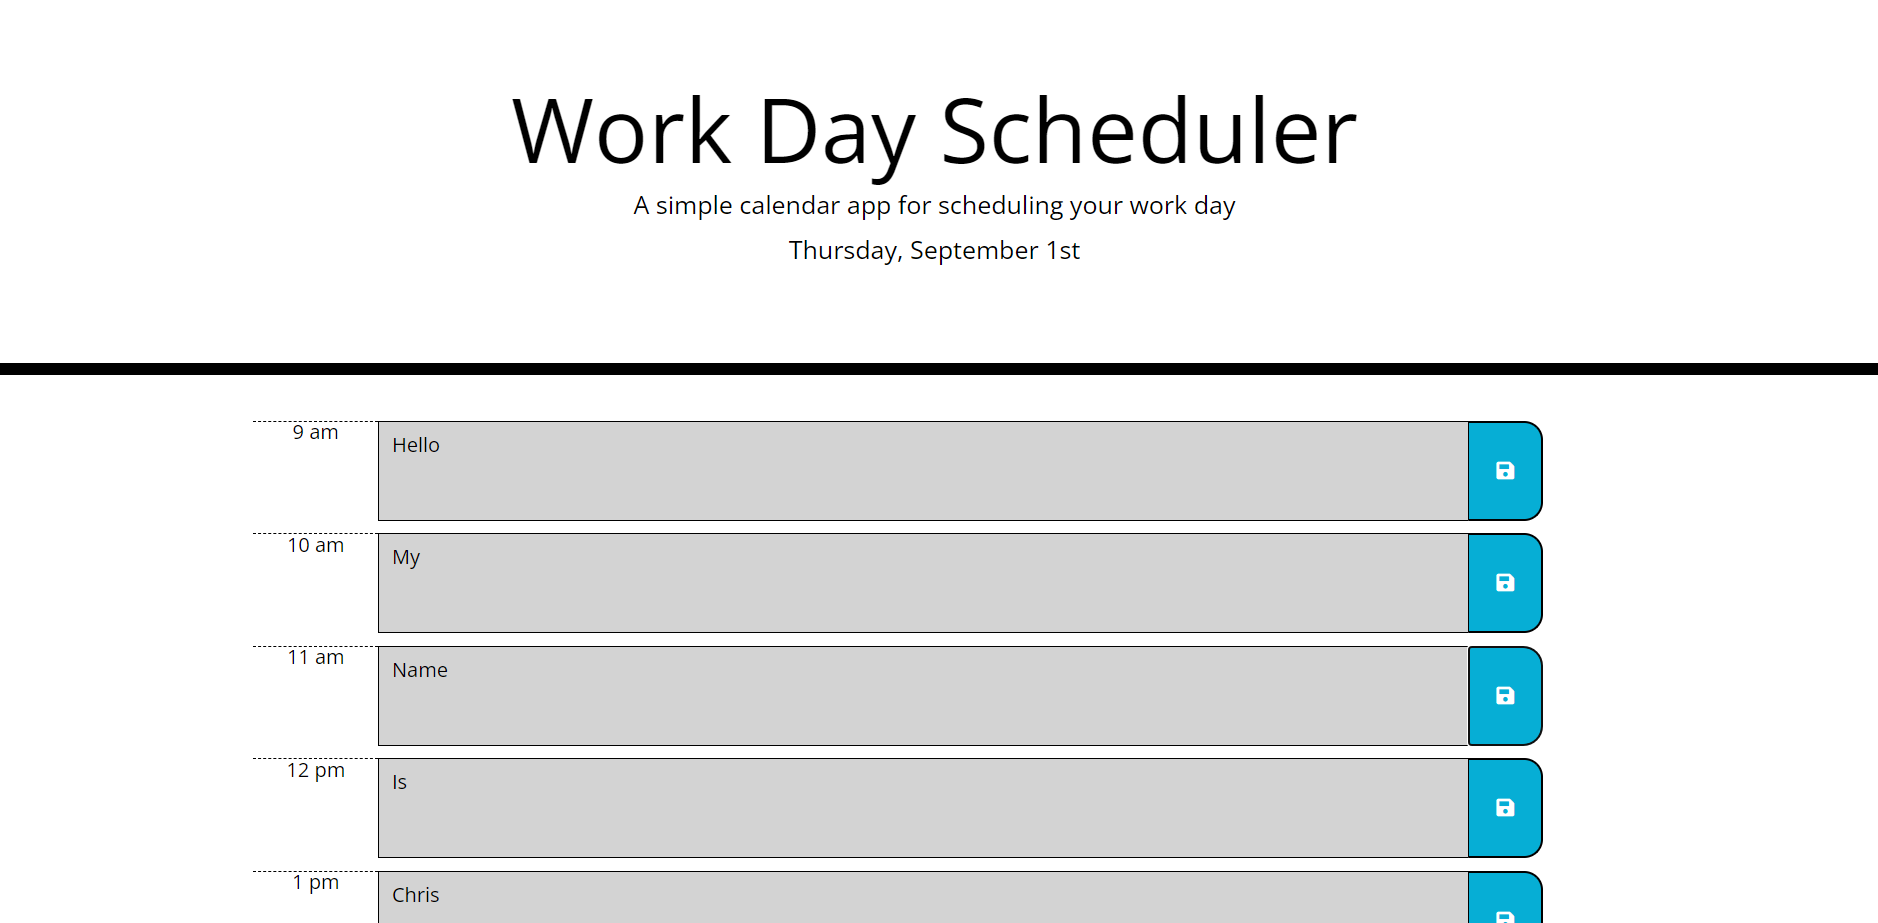 Work Day Scheduler
A simple calendar app for scheduling your work day
Thursday, September 1st
9 am
Hello
10 am
My
11 am
Name
12 pm
Is
1 pm
Chris